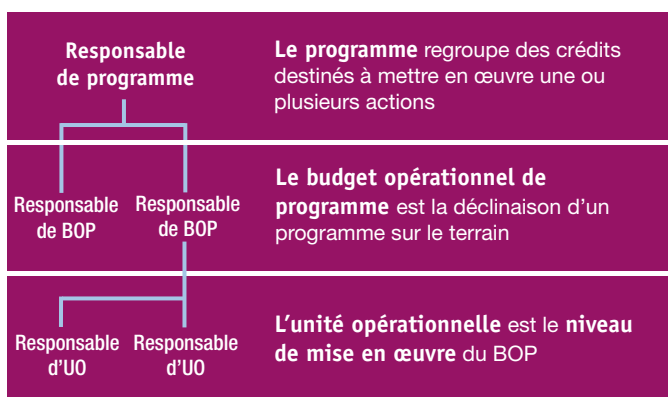 Responsable
de programme
Le programme regroupe des crédits
destinés à mettre en œuvre une ou
plusieurs actions
Responsable
de BOP
Responsable
de BOP
Le budget opérationnel de
programme est la déclinaison d’un
programme sur le terrain
Responsable
d’UO
Responsable
d’UO
L’unité opérationnelle est le niveau
de mise en œuvre du BOP